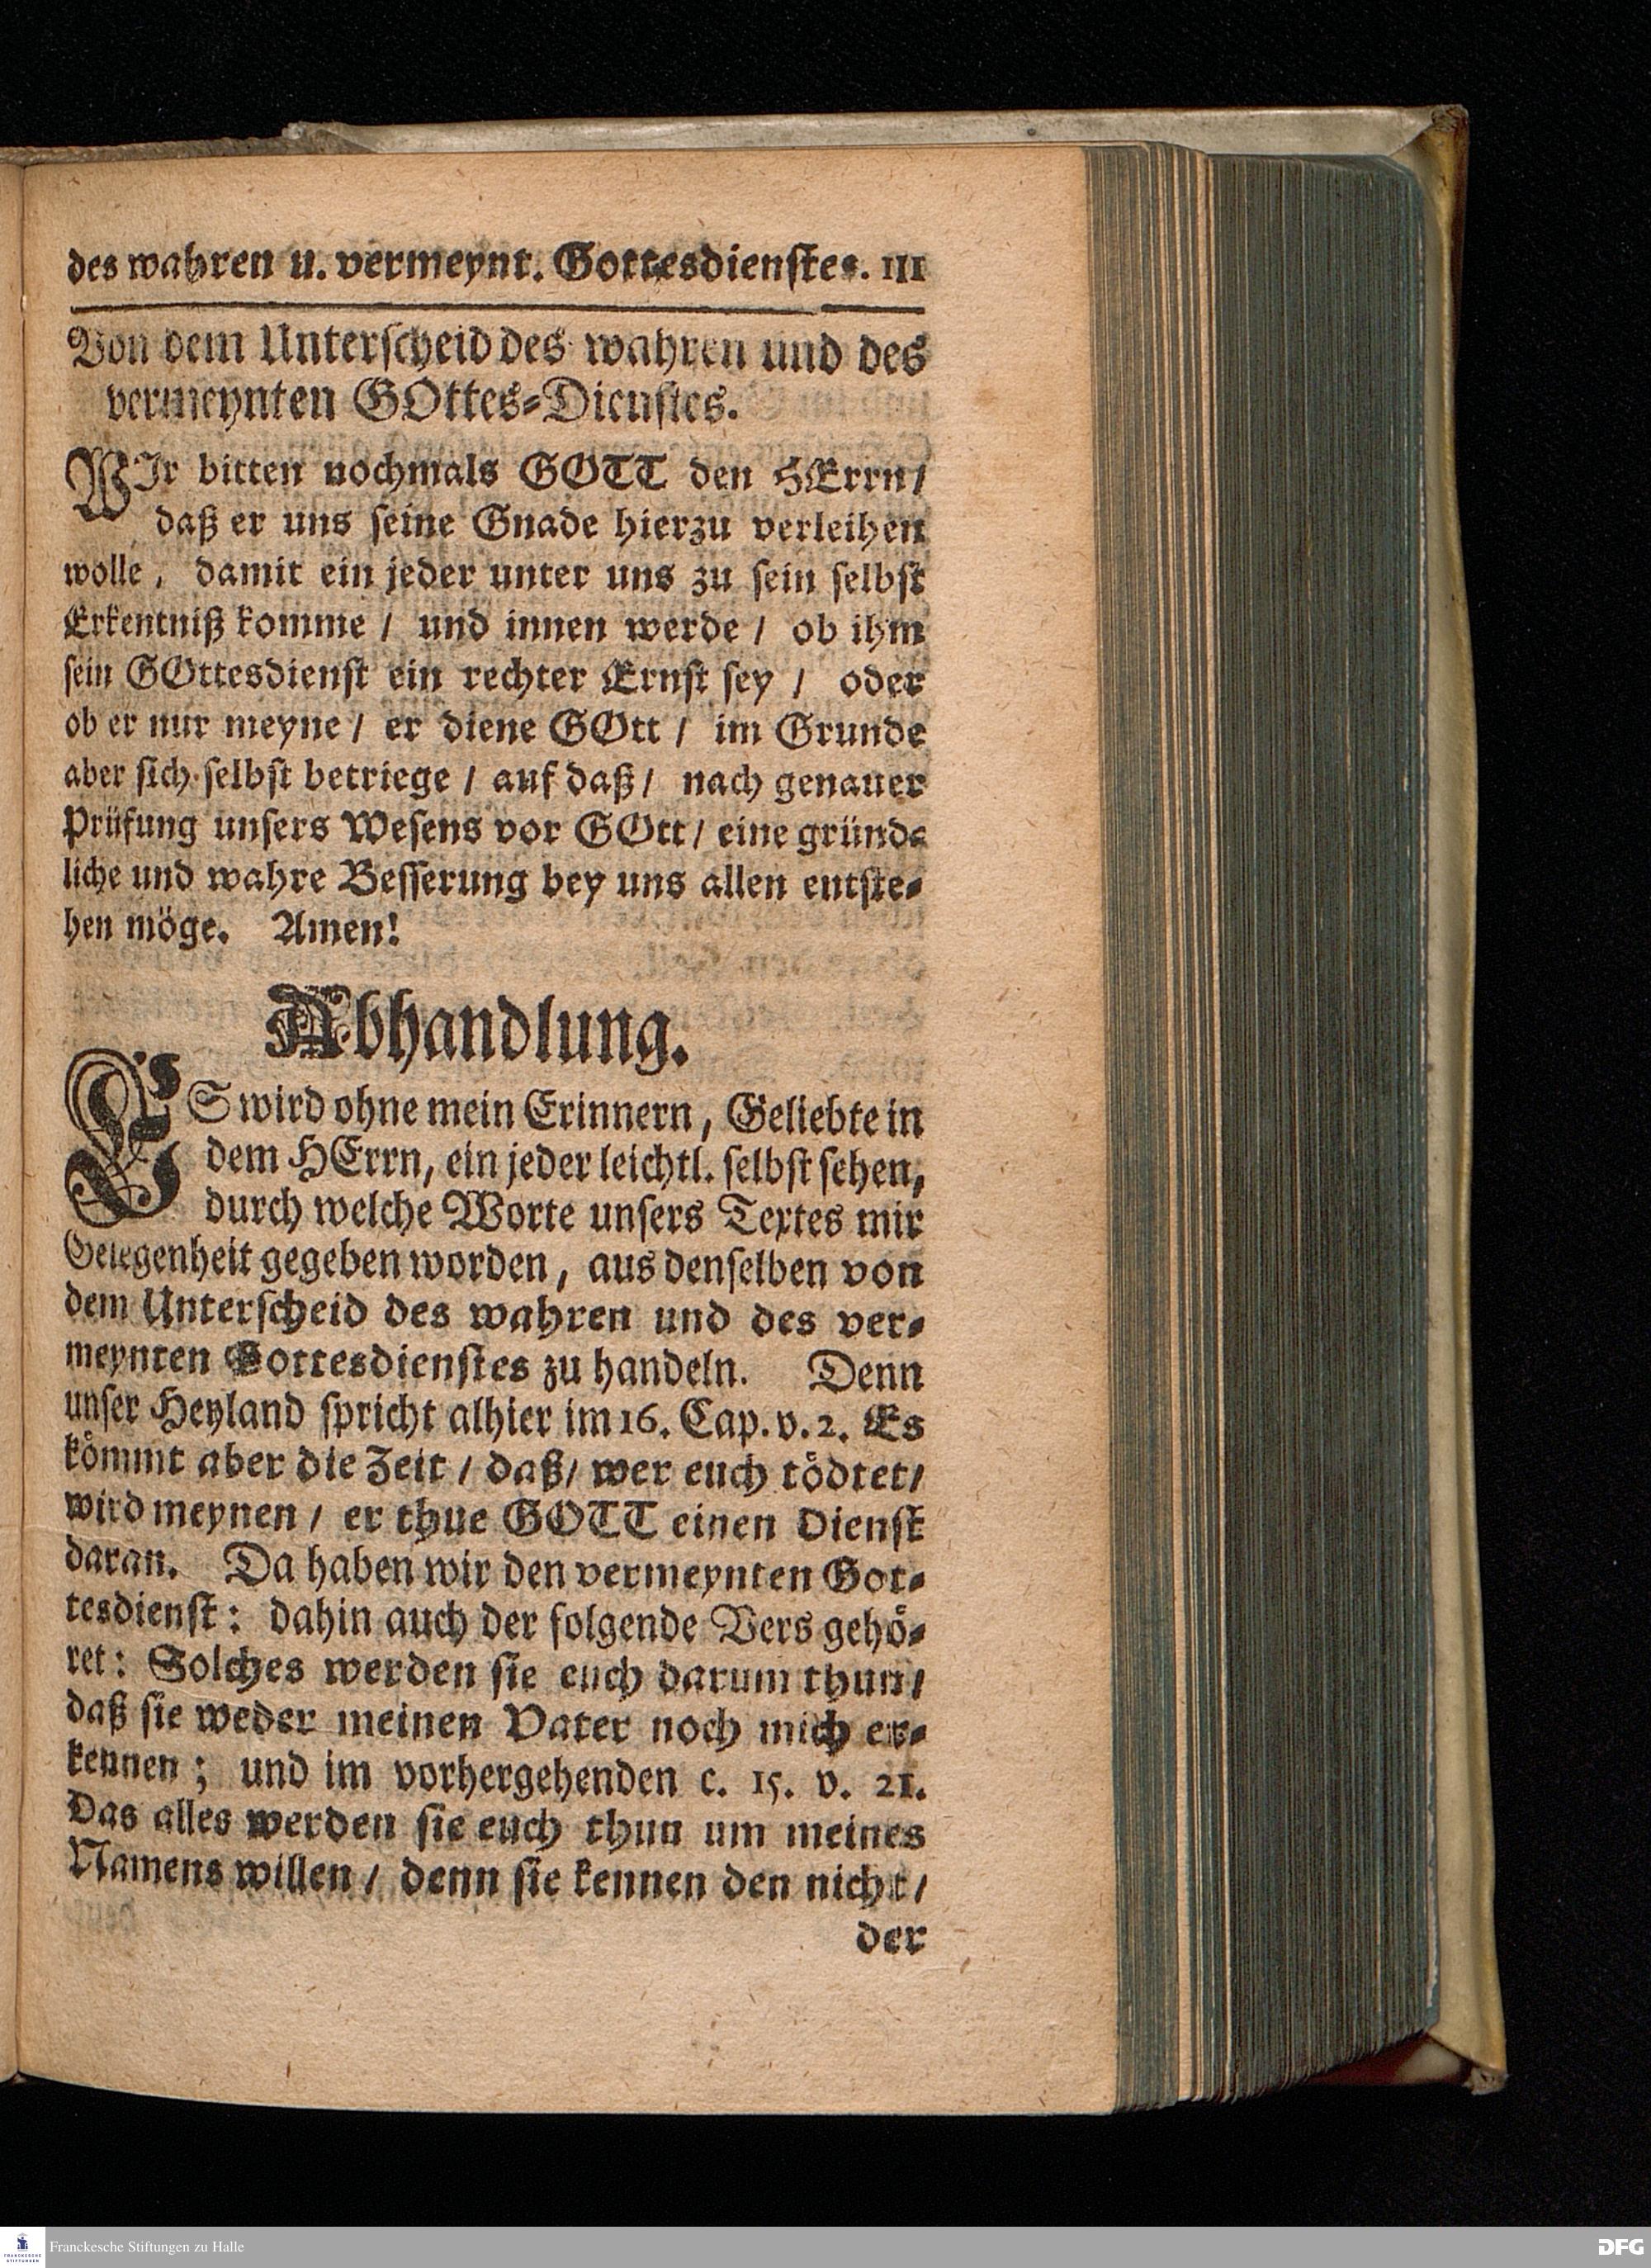 des wahren u. vermeynt. Gottesdienstes. 111
Von dem Unterscheid des wahren und des
vermeynten GOttes-Dienstes.
WIr bitten nochmals GOTT den HErrn/
daß er uns seine Gnade hierzu verleihen
wolle, damit ein jeder unter uns zu sein selbst
Erkentniß komme / und innen werde / ob ihm
sein GOttesdienst ein rechter Ernst sey / oder
ob er nur meyne / er diene GOtt / im Grunde
aber sich selbst betriege / auf daß / nach genauer
Prüfung unsers Wesens vor GOtt / eine gründ-
liche und wahre Besserung bey uns allen entste-
hen möge. Amen!
Abhandlung.
ES wird ohne mein Erinnern, Geliebte in
dem HErrn, ein jeder leichtl. selbst sehen,
durch welche Worte unsers Textes mir
Gelegenheit gegeben worden, aus denselben von
dem Unterscheid des wahren und des ver-
meynten Gottesdienstes zu handeln. Denn
unser Heyland spricht alhier im 16. Cap. v. 2. Es
kömmt aber die Zeit / daß / wer euch tödtet /
wird meynen / er thue GOTT einen Dienst
daran. Da haben wir den vermeynten Got-
tesdienst: dahin auch der folgende Vers gehö-
ret: Solches werden sie euch darum thun /
daß sie weder meinen Vater noch mich er-
kennen; und im vorhergehenden c. 15. v. 21.
Das alles werden sie euch thun um meines
Namens willen / denn sie kennen den nicht /
der
FRANCKESCHE STIFTUNGEN
Franckesche Stiftungen zu Halle
DFG